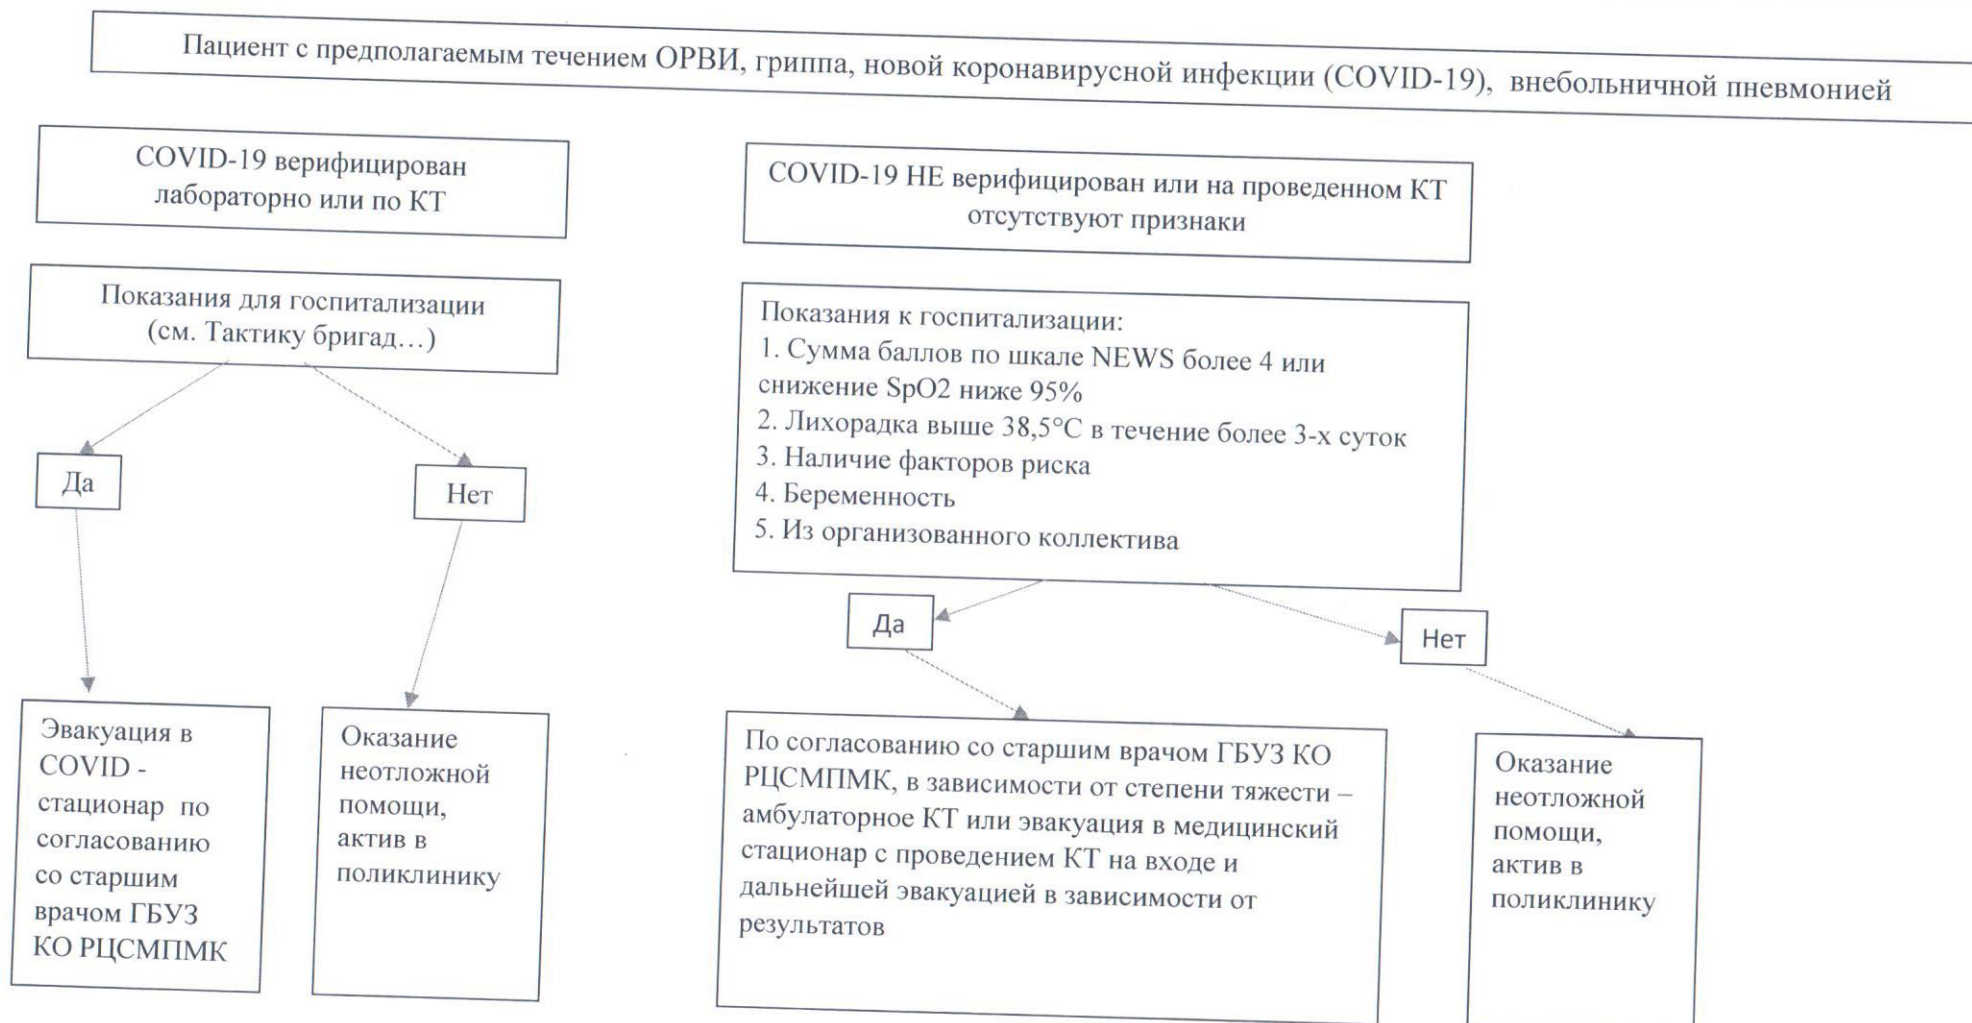 Пациент с предполагаемым течением ОРВИ, гриппа, новой коронавирусной инфекции (COVID-19), внебольничной пневмонией
COVID-19 верифицирован
лабораторно или по КТ
COVID-19 НЕ верифицирован или на проведенном КТ
отсутствуют признаки
Показания для госпитализации
(см. Тактику бригад…)
Показания к госпитализации:
1. Сумма баллов по шкале NEWS более 4 или
снижение SpO2 ниже 95%
2. Лихорадка выше 38,5°С в течение более 3-х суток
3. Наличие факторов риска
4. Беременность
5. Из организованного коллектива
Да
Нет
Да
Нет
Эвакуация в
COVID -
стационар по
согласованию
со старшим
врачом ГБУЗ
КО РЦСМПМК
Оказание
неотложной
помощи,
актив в
поликлинику
По согласованию со старшим врачом ГБУЗ КО
РЦСМПМК, в зависимости от степени тяжести –
амбулаторное КТ или эвакуация в медицинский
стационар с проведением КТ на входе и
дальнейшей эвакуацией в зависимости от
результатов
Оказание
неотложной
помощи,
актив в
поликлинику